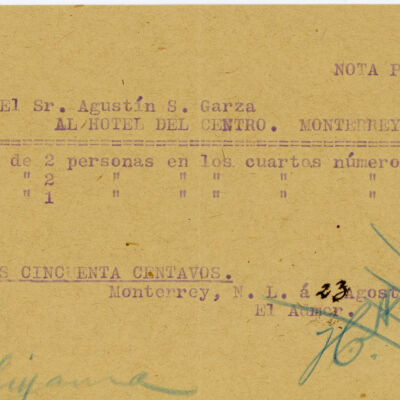 NOTA P
El Sr. Agustín S. Garza
AL HOTEL DEL CENTRO. MONTERREY
de 2 personas en los cuartos número
" 2 " " " " "
" 1 " " " " "
S CINCUENTA CENTAVOS.
Monterrey, N. L. á 23 Agost
El Admor.